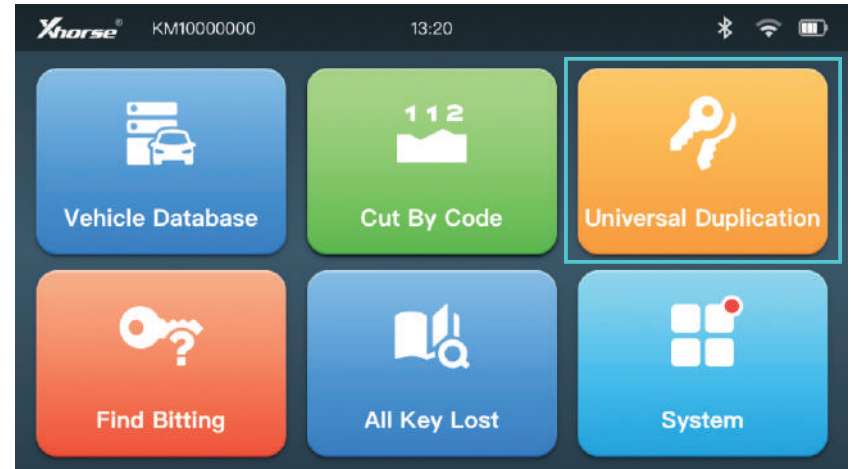 Xhorse® KM10000000 13:20
112
Vehicle Database Cut By Code Universal Duplication
?
Find Bitting All Key Lost System